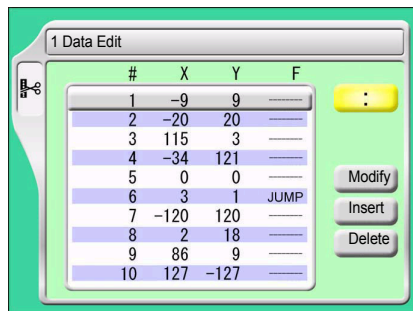 1 Data Edit
# X Y F
1 −9 9 --------
2 −20 20 --------
3 115 3 --------
4 −34 121 --------
5 0 0 --------
6 3 1 JUMP
7 −120 120 --------
8 2 18 --------
9 86 9 --------
10 127 −127 --------
:
Modify
Insert
Delete